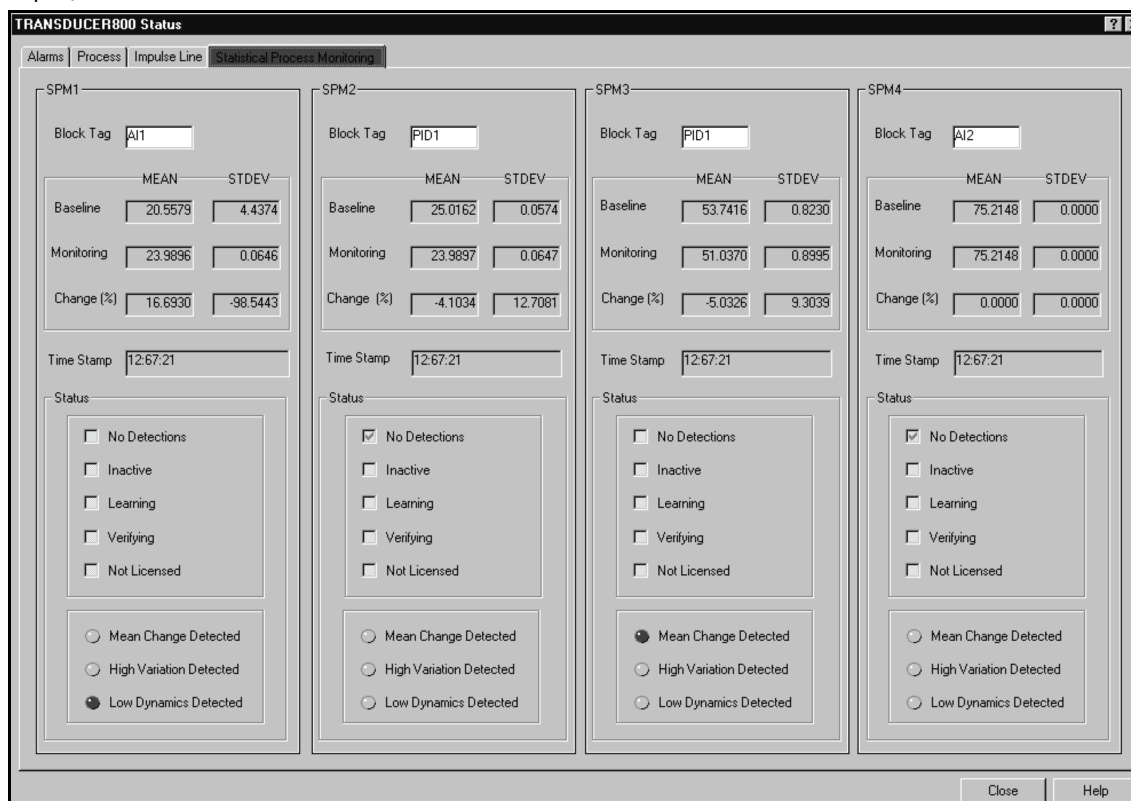 TRANSDUCER800 Status
Alarms Process Impulse Line Statistical Process Monitoring
SPM1
Block Tag AI1
MEAN STDEV
Baseline 20.5579 4.4374
Monitoring 23.9896 0.0646
Change (%) 16.6930 -98.5443
Time Stamp 12:67:21
Status
No Detections
Inactive
Learning
Verifying
Not Licensed
Mean Change Detected
High Variation Detected
Low Dynamics Detected
SPM2
Block Tag PID1
MEAN STDEV
Baseline 25.0162 0.0574
Monitoring 23.9897 0.0647
Change (%) -4.1034 12.7081
Time Stamp 12:67:21
Status
No Detections
Inactive
Learning
Verifying
Not Licensed
Mean Change Detected
High Variation Detected
Low Dynamics Detected
SPM3
Block Tag PID1
MEAN STDEV
Baseline 53.7416 0.8230
Monitoring 51.0370 0.8995
Change (%) -5.0326 9.3039
Time Stamp 12:67:21
Status
No Detections
Inactive
Learning
Verifying
Not Licensed
Mean Change Detected
High Variation Detected
Low Dynamics Detected
SPM4
Block Tag AI2
MEAN STDEV
Baseline 75.2148 0.0000
Monitoring 75.2148 0.0000
Change (%) 0.0000 0.0000
Time Stamp 12:67:21
Status
No Detections
Inactive
Learning
Verifying
Not Licensed
Mean Change Detected
High Variation Detected
Low Dynamics Detected
Close Help